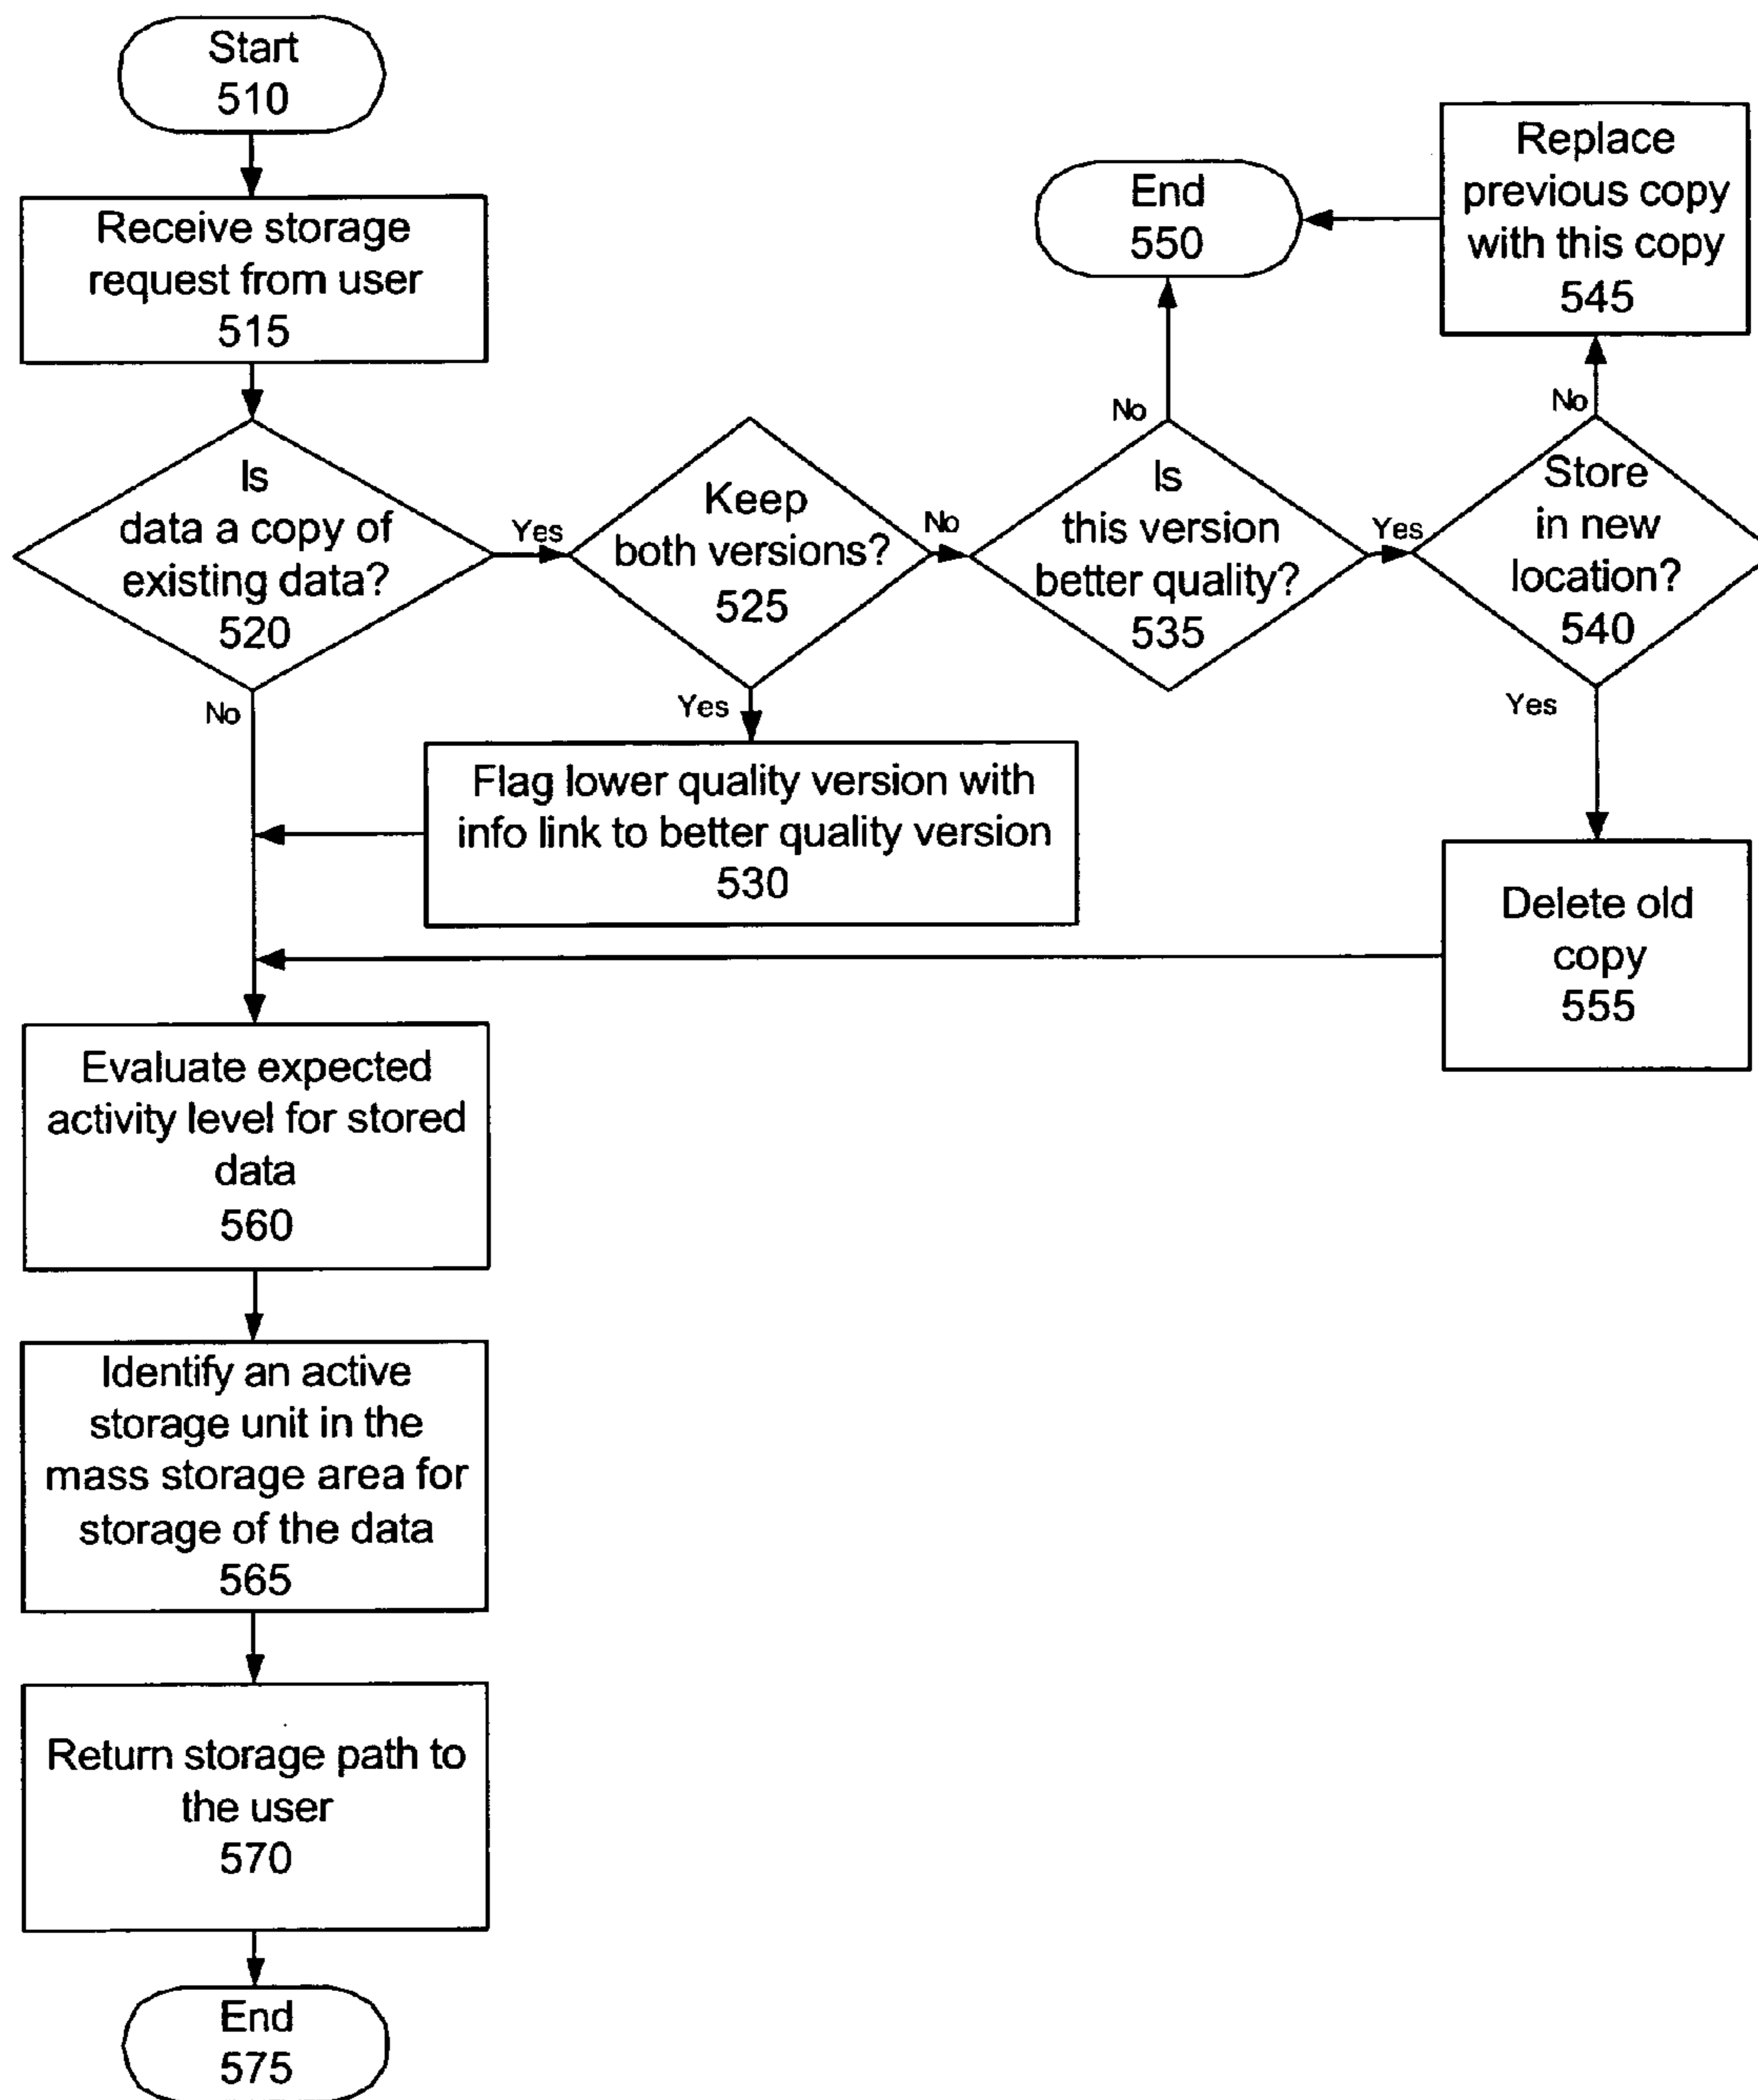 Start
510
Receive storage
request from user
515
Is
data a copy of
existing data?
520
Yes
No
Keep
both versions?
525
No
Yes
Flag lower quality version with
info link to better quality version
530
Is
this version
better quality?
535
No
Yes
End
550
Store
in new
location?
540
No
Yes
Replace
previous copy
with this copy
545
Delete old
copy
555
Evaluate expected
activity level for stored
data
560
Identify an active
storage unit in the
mass storage area for
storage of the data
565
Return storage path to
the user
570
End
575